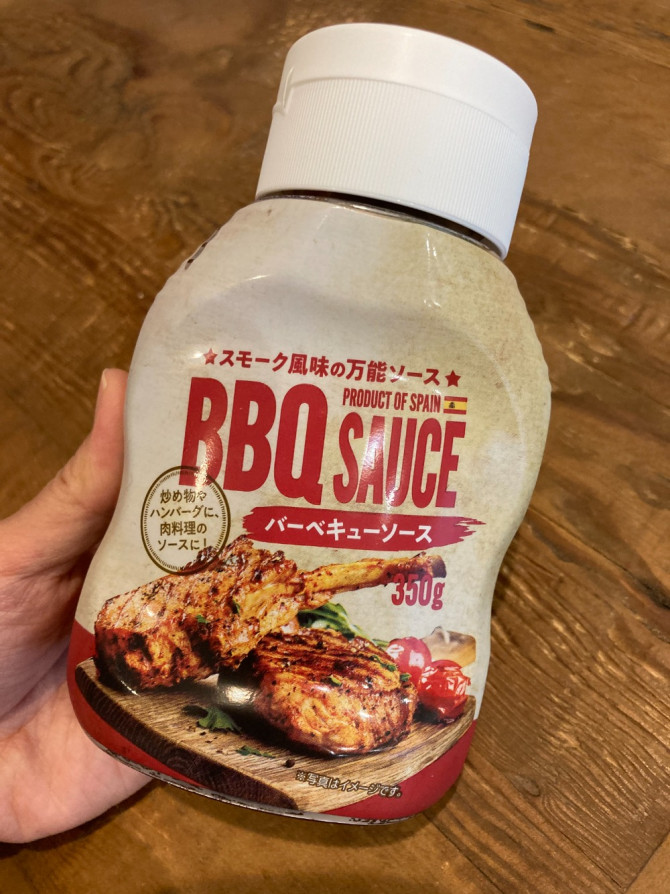 ★スモーク風味の万能ソース★
BBQ
PRODUCT OF SPAIN
SAUCE
バーベキューソース
炒め物や
ハンバーグに、
肉料理の
ソースに!
350g
※写真はイメージです。